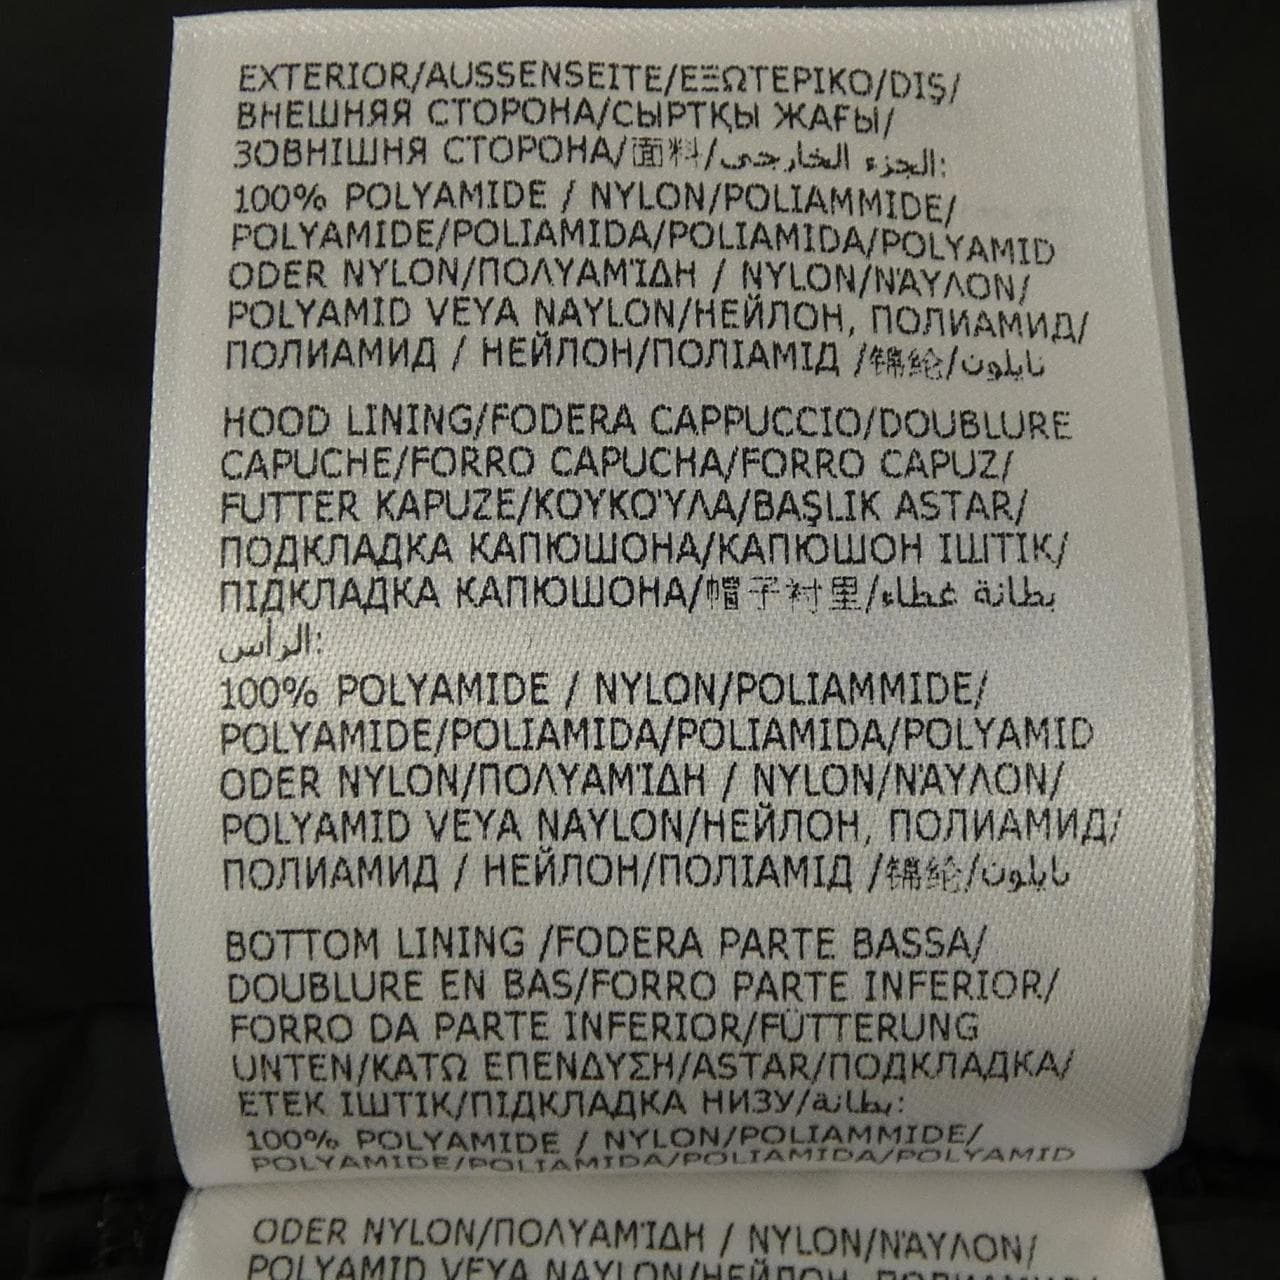 EXTERIOR/AUSSENSEITE/ΕΞΩΤΕΡΙΚΟ/DIŞ/
ВНЕШНЯЯ СТОРОНА/СЫРТҚЫ ЖАҒЫ/
ЗОВНІШНЯ СТОРОНА/面料/الجزء الخارجي:
100% POLYAMIDE / NYLON/POLIAMMIDE/
POLYAMIDE/POLIAMIDA/POLIAMIDA/POLYAMID
ODER NYLON/ΠΟΛΥΑΜΊΔΗ / NYLON/ΝΆΥΛΟΝ/
POLYAMID VEYA NAYLON/НЕЙЛОН, ПОЛИАМИД/
ПОЛИАМИД / НЕЙЛОН/ПОЛІАМІД /锦纶/نايلون
HOOD LINING/FODERA CAPPUCCIO/DOUBLURE
CAPUCHE/FORRO CAPUCHA/FORRO CAPUZ/
FUTTER KAPUZE/ΚΟΥΚΟΎΛΑ/BAŞLIK ASTAR/
ПОДКЛАДКА КАПЮШОНА/КАПЮШОН ІШТІК/
ПІДКЛАДКА КАПЮШОНА/帽子衬里/بطانة غطاء
الرأس:
100% POLYAMIDE / NYLON/POLIAMMIDE/
POLYAMIDE/POLIAMIDA/POLIAMIDA/POLYAMID
ODER NYLON/ΠΟΛΥΑΜΊΔΗ / NYLON/ΝΆΥΛΟΝ/
POLYAMID VEYA NAYLON/НЕЙЛОН, ПОЛИАМИД/
ПОЛИАМИД / НЕЙЛОН/ПОЛІАМІД /锦纶/نايلون
BOTTOM LINING /FODERA PARTE BASSA/
DOUBLURE EN BAS/FORRO PARTE INFERIOR/
FORRO DA PARTE INFERIOR/FÜTTERUNG
UNTEN/ΚΑΤΩ ΕΠΕΝΔΥΣΗ/ASTAR/ПОДКЛАДКА/
ЕТЕК ІШТІК/ПІДКЛАДКА НИЗУ/بطانة:
100% POLYAMIDE / NYLON/POLIAMMIDE/
POLYAMIDE/POLIAMIDA/POLIAMIDA/POLYAMID
ODER NYLON/ΠΟΛΥΑΜΊΔΗ / NYLON/ΝΆΥΛΟΝ/
POLYAMID VEYA NAYLON/НЕЙЛОН, ПОЛИАМИД/